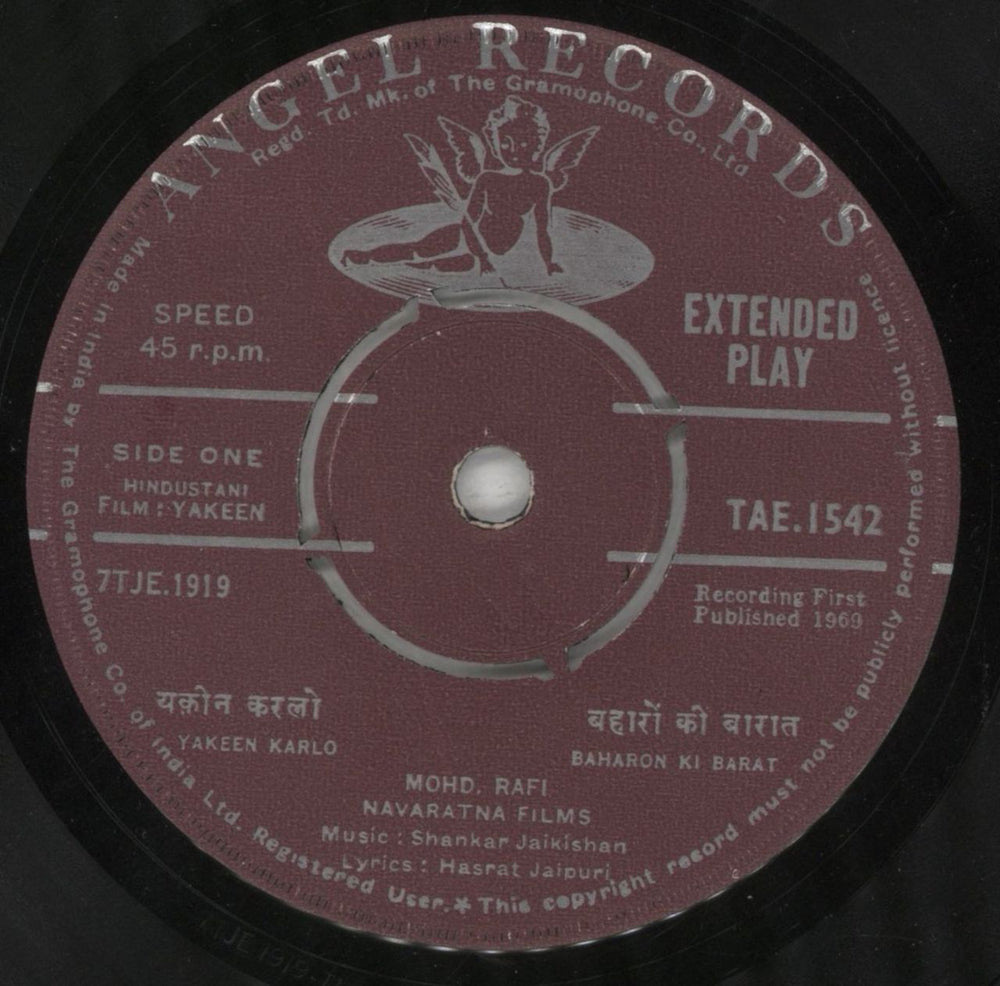 ANGEL RECORDS
Regd. Td. Mk. of The Gramophone Co., Ltd
SPEED
45 r.p.m.
EXTENDED
PLAY
SIDE ONE
HINDUSTANI
FILM : YAKEEN
TAE.1542
7TJE.1919
Recording First
Published 1969
यक़ीन करलो
YAKEEN KARLO
बहारों की बारात
BAHARON KI BARAT
MOHD. RAFI
NAVARATNA FILMS
Music : Shankar Jaikishan
Lyrics : Hasrat Jaipuri
Made in India by The Gramophone Co. of India Ltd. Registered User. * This copyright record must not be publicly performed without licence